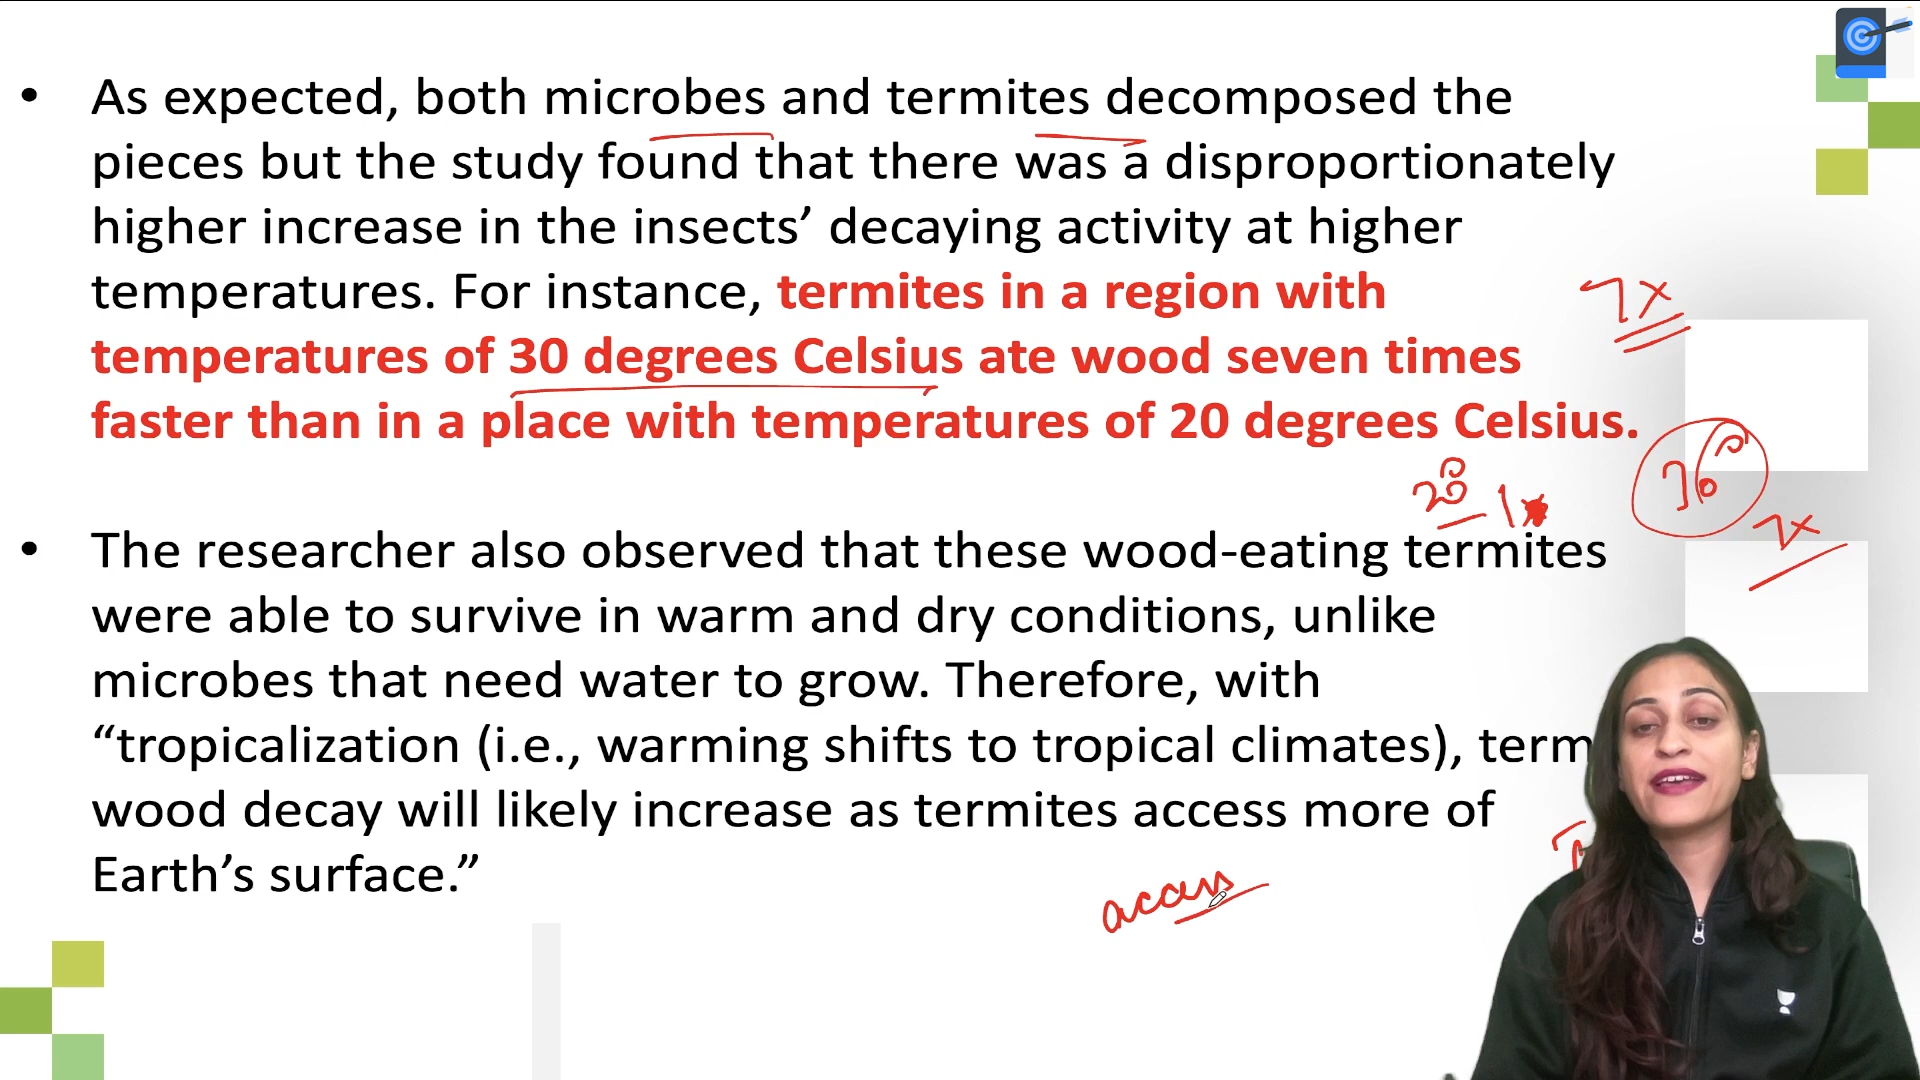 • As expected, both microbes and termites decomposed the
pieces but the study found that there was a disproportionately
higher increase in the insects’ decaying activity at higher
temperatures. For instance, termites in a region with
7x
temperatures of 30 degrees Celsius ate wood seven times
faster than in a place with temperatures of 20 degrees Celsius.
• The researcher also observed that these wood-eating termites
were able to survive in warm and dry conditions, unlike
microbes that need water to grow. Therefore, with
“tropicalization (i.e., warming shifts to tropical climates), term
wood decay will likely increase as termites access more of
Earth’s surface.”
access